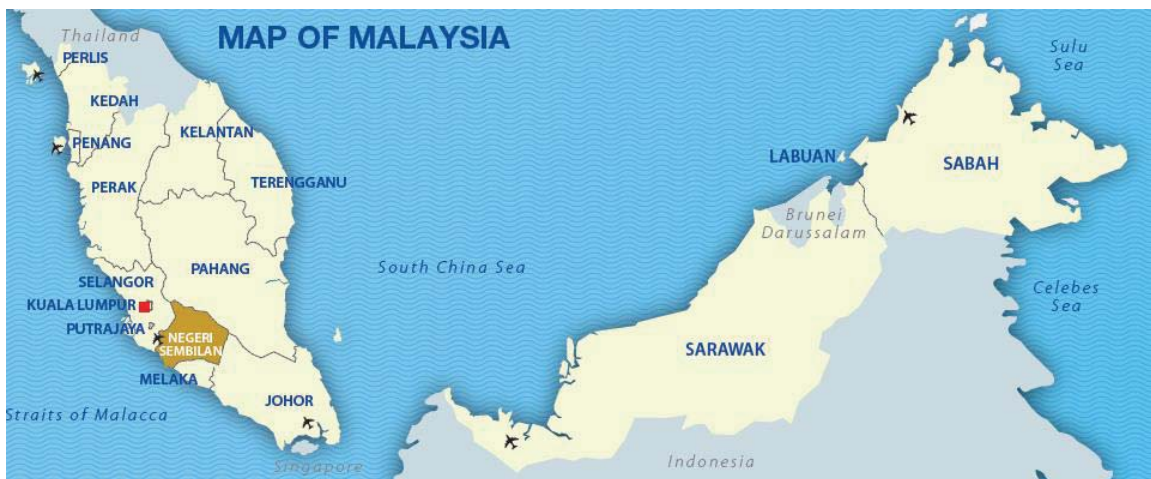 MAP OF MALAYSIA
Thailand
PERLIS
KEDAH
PENANG
KELANTAN
PERAK
TERENGGANU
PAHANG
SELANGOR
KUALA LUMPUR
PUTRAJAYA
NEGERI
SEMBILAN
MELAKA
JOHOR
Straits of Malacca
Singapore
South China Sea
Sulu
Sea
LABUAN
SABAH
Brunei
Darussalam
Celebes
Sea
SARAWAK
Indonesia